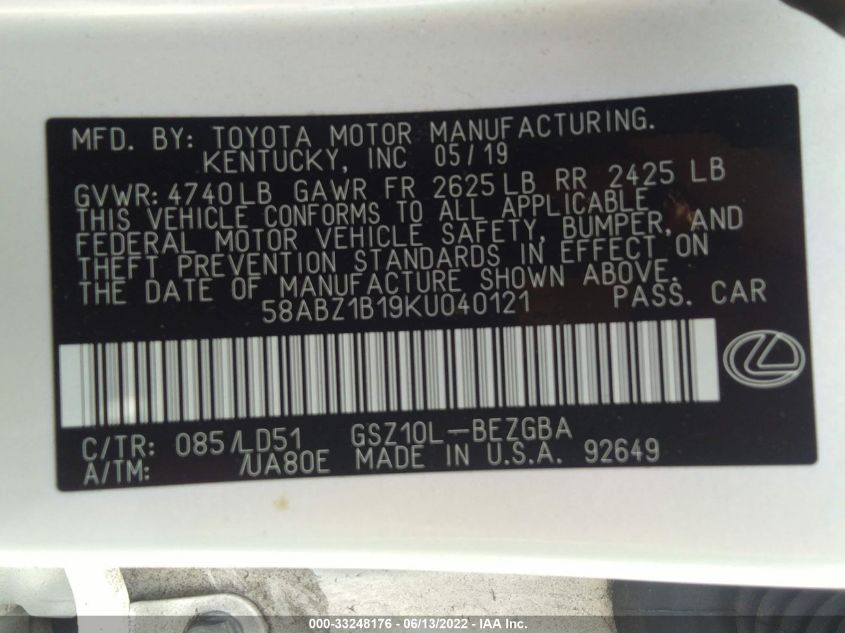 MFD. BY: TOYOTA MOTOR MANUFACTURING.
KENTUCKY, INC 05/19
GVWR: 4740LB GAWR FR 2625LB RR 2425 LB
THIS VEHICLE CONFORMS TO ALL APPLICABLE
FEDERAL MOTOR VEHICLE SAFETY, BUMPER, AND
THEFT PREVENTION STANDARDS IN EFFECT ON
THE DATE OF MANUFACTURE SHOWN ABOVE.
58ABZ1B19KU040121 PASS. CAR
C/TR: 085/LD51 GSZ10L-BEZGBA
A/TM: /UA80E MADE IN U.S.A. 92649
000-33248176 - 06/13/2022 - IAA Inc.